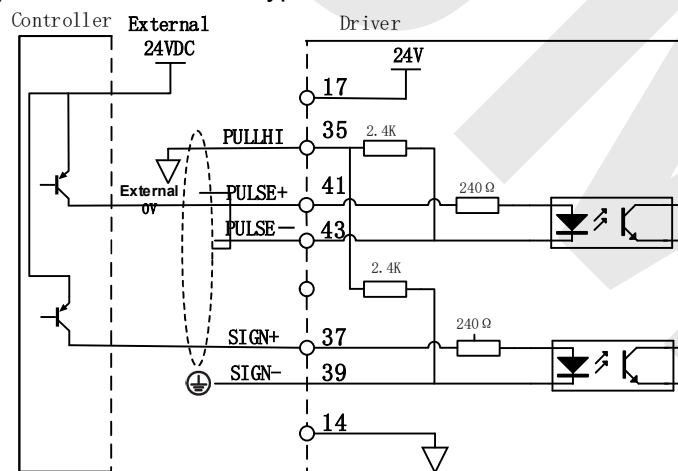 Controller External Driver
24VDC
24V
17
PULLHI 35 2.4K
External
0V
PULSE+ 41 240Ω
PULSE- 43
2.4K
SIGN+ 37 240Ω
SIGN- 39
14